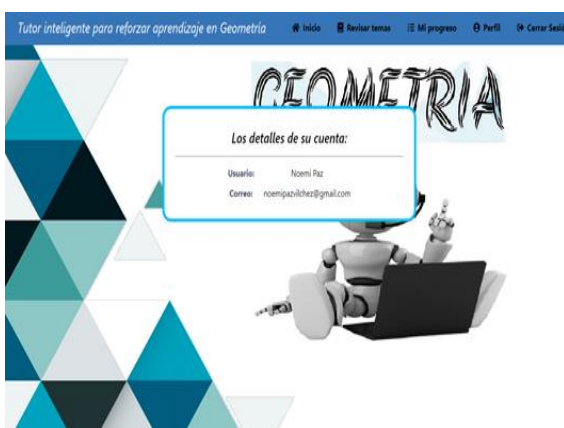 Tutor inteligente para reforzar aprendizaje en Geometría Inicio Revisar temas Mi progreso Perfil Cerrar Sesió
GEOMETRIA
Los detalles de su cuenta:
Usuario: Noemi Paz
Correo: noemipazvilchez@gmail.com